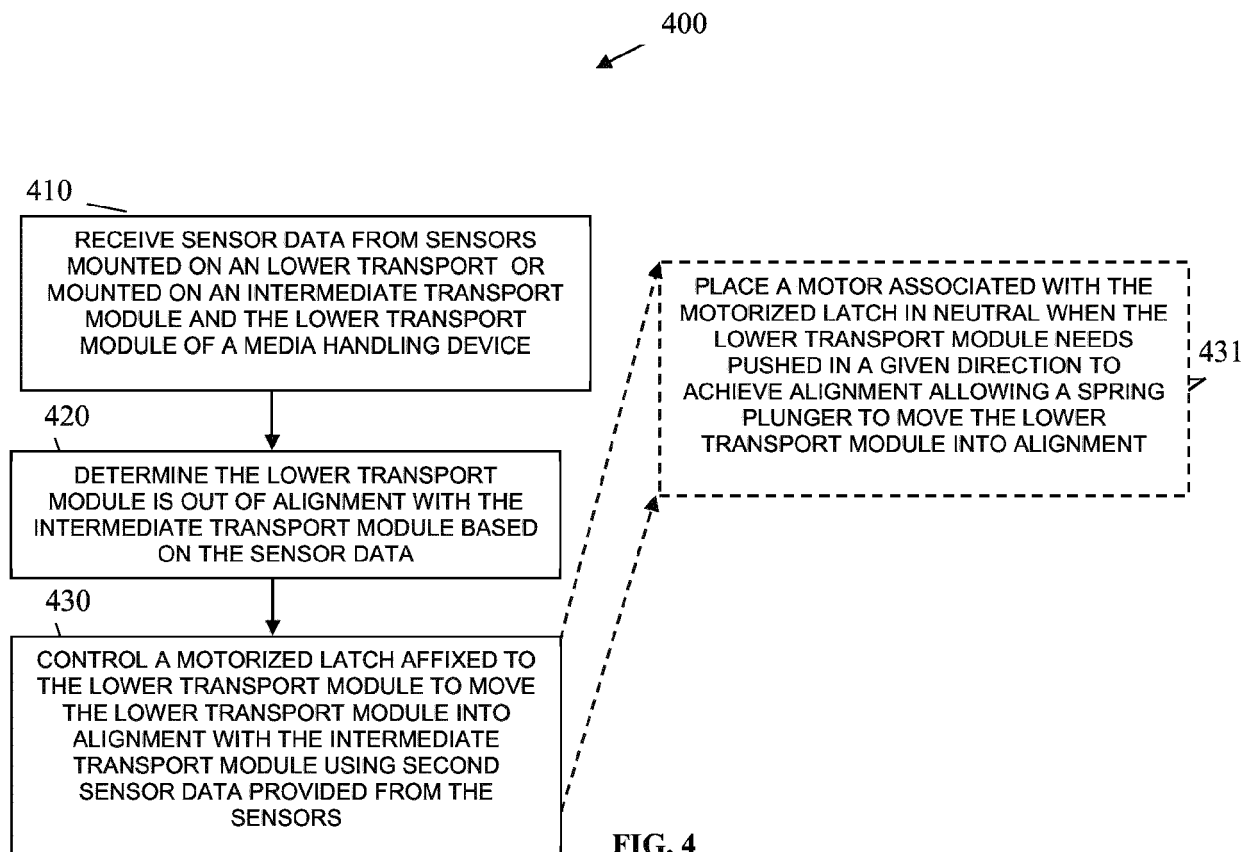 400
410
RECEIVE SENSOR DATA FROM SENSORS
MOUNTED ON AN LOWER TRANSPORT OR
MOUNTED ON AN INTERMEDIATE TRANSPORT
MODULE AND THE LOWER TRANSPORT
MODULE OF A MEDIA HANDLING DEVICE
420
DETERMINE THE LOWER TRANSPORT
MODULE IS OUT OF ALIGNMENT WITH THE
INTERMEDIATE TRANSPORT MODULE BASED
ON THE SENSOR DATA
430
CONTROL A MOTORIZED LATCH AFFIXED TO
THE LOWER TRANSPORT MODULE TO MOVE
THE LOWER TRANSPORT MODULE INTO
ALIGNMENT WITH THE INTERMEDIATE
TRANSPORT MODULE USING SECOND
SENSOR DATA PROVIDED FROM THE
SENSORS
PLACE A MOTOR ASSOCIATED WITH THE
MOTORIZED LATCH IN NEUTRAL WHEN THE
LOWER TRANSPORT MODULE NEEDS
PUSHED IN A GIVEN DIRECTION TO
ACHIEVE ALIGNMENT ALLOWING A SPRING
PLUNGER TO MOVE THE LOWER
TRANSPORT MODULE INTO ALIGNMENT
431
FIG. 4